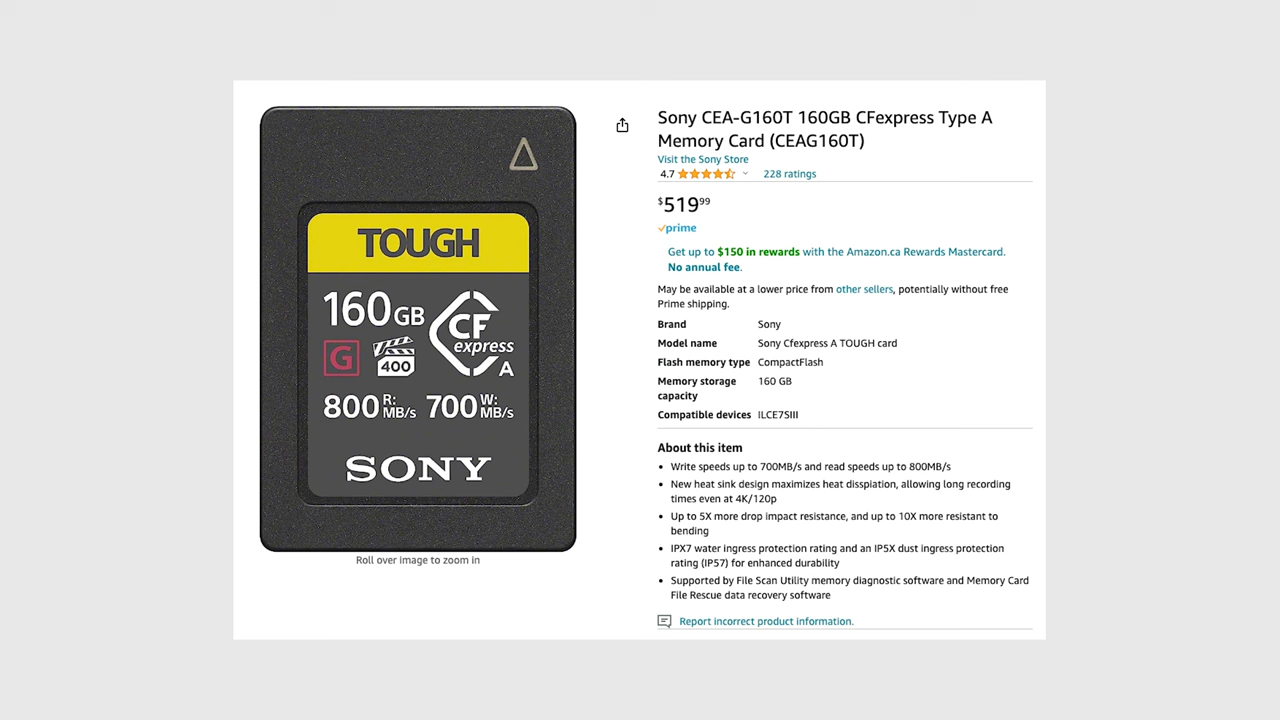 TOUGH
160GB
CF
express
A
G
400
800 R: MB/s 700 W: MB/s
SONY
Roll over image to zoom in
Sony CEA-G160T 160GB CFexpress Type A
Memory Card (CEAG160T)
Visit the Sony Store
4.7 228 ratings
$519.99
prime
Get up to $150 in rewards with the Amazon.ca Rewards Mastercard.
No annual fee.
May be available at a lower price from other sellers, potentially without free
Prime shipping.
Brand Sony
Model name Sony Cfexpress A TOUGH card
Flash memory type CompactFlash
Memory storage 160 GB
capacity
Compatible devices ILCE7SIII
About this item
• Write speeds up to 700MB/s and read speeds up to 800MB/s
• New heat sink design maximizes heat disspiation, allowing long recording
times even at 4K/120p
• Up to 5X more drop impact resistance, and up to 10X more resistant to
bending
• IPX7 water ingress protection rating and an IP5X dust ingress protection
rating (IP57) for enhanced durability
• Supported by File Scan Utility memory diagnostic software and Memory Card
File Rescue data recovery software
Report incorrect product information.